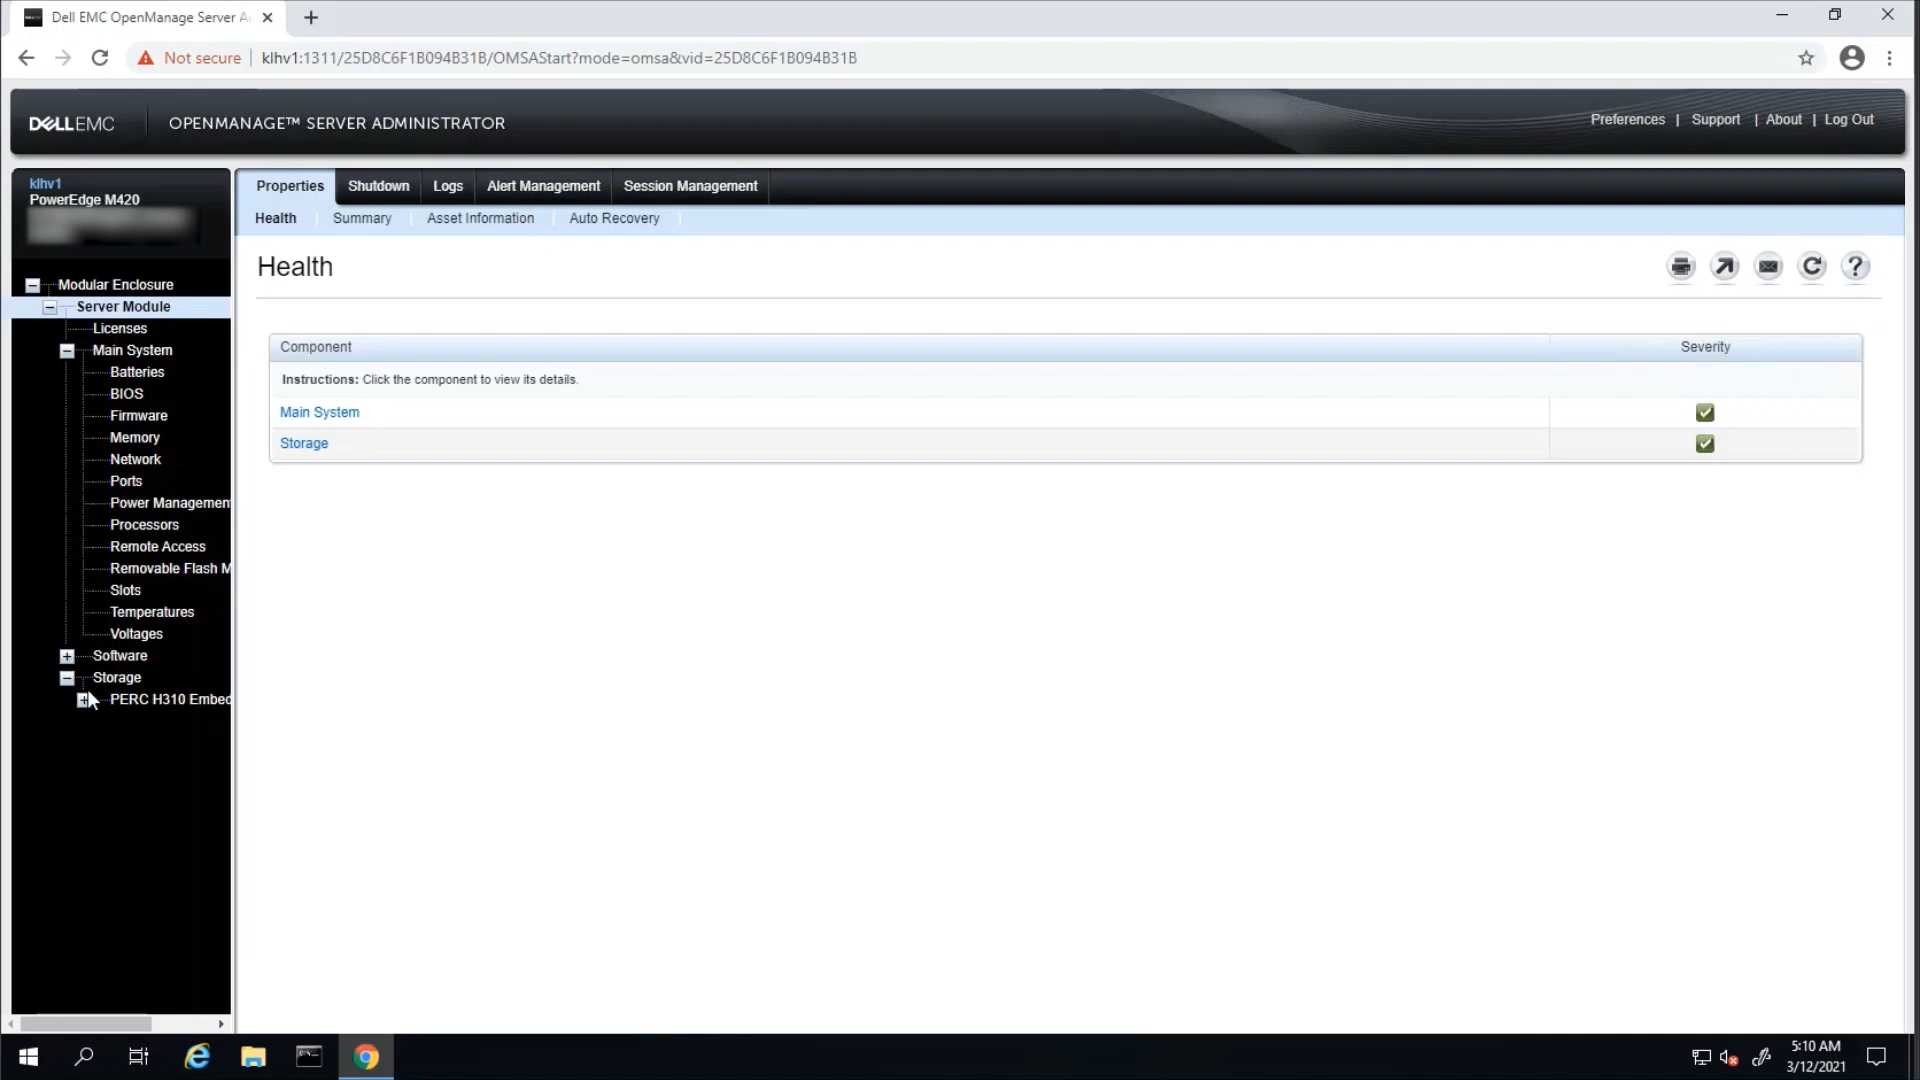 Dell EMC OpenManage Server A
Not secure
klhv1:1311/25D8C6F1B094B31B/OMSAStart?mode=omsa&vid=25D8C6F1B094B31B
DELLEMC
OPENMANAGE™ SERVER ADMINISTRATOR
Preferences | Support | About | Log Out
klhv1
PowerEdge M420
Properties Shutdown Logs Alert Management Session Management
Health Summary Asset Information Auto Recovery
Health
Modular Enclosure
Server Module
Licenses
Main System
Batteries
BIOS
Firmware
Memory
Network
Ports
Power Managemen
Processors
Remote Access
Removable Flash M
Slots
Temperatures
Voltages
Software
Storage
PERC H310 Embed
Component Severity
Instructions: Click the component to view its details.
Main System
Storage
5:10 AM
3/12/2021